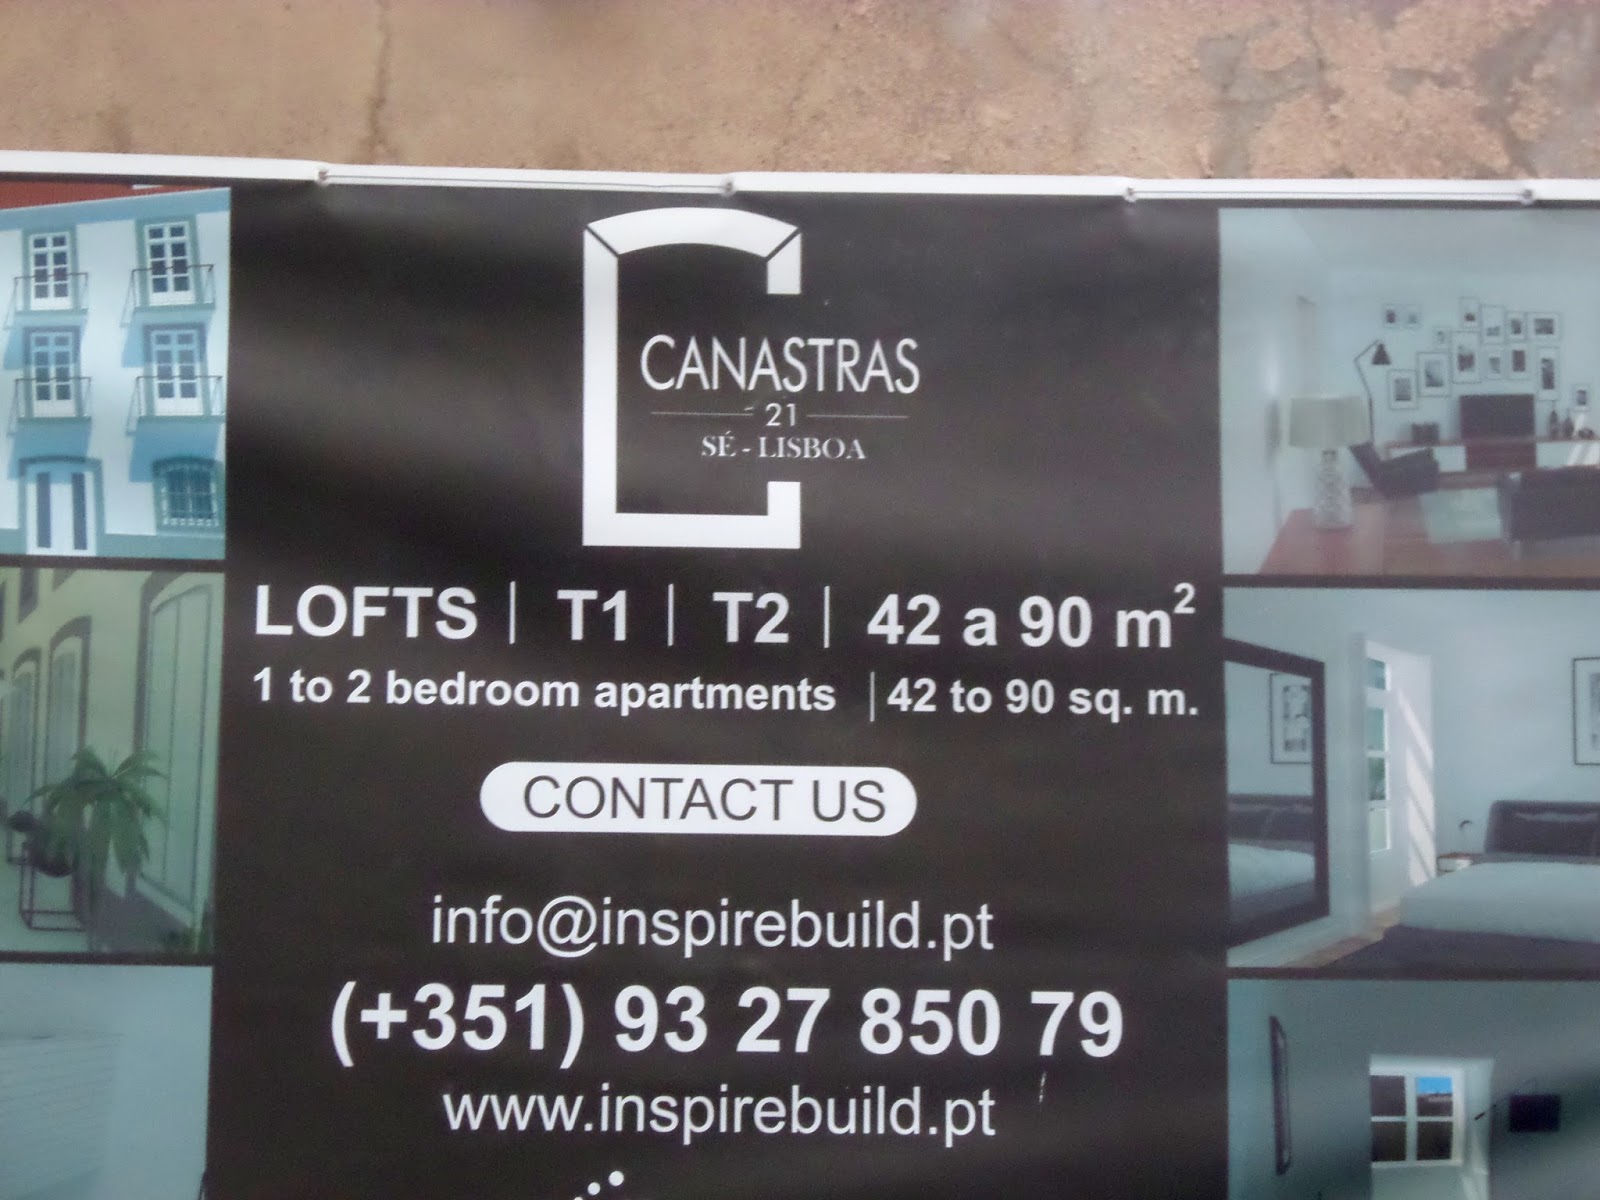 CANASTRAS
21
SÉ - LISBOA
LOFTS | T1 | T2 | 42 a 90 m²
1 to 2 bedroom apartments | 42 to 90 sq. m.
CONTACT US
info@inspirebuild.pt
(+351) 93 27 850 79
www.inspirebuild.pt